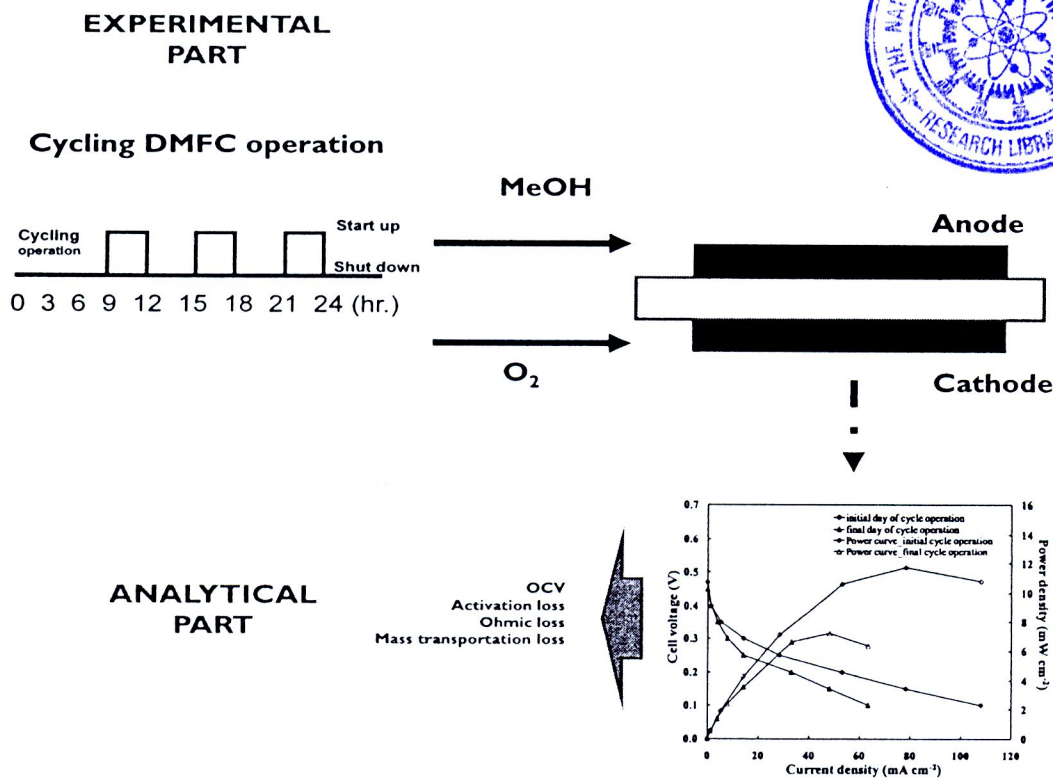 EXPERIMENTAL
PART
Cycling DMFC operation
Cycling
operation
Start up
Shut down
0 3 6 9 12 15 18 21 24 (hr.)
MeOH
O₂
Anode
Cathode
RESEARCH LIBRA
THE NA
ANALYTICAL
PART
OCV
Activation loss
Ohmic loss
Mass transportation loss
initial day of cycle operation
final day of cycle operation
Power curve_initial cycle operation
Power curve_final cycle operation
Cell voltage (V)
0.7
0.6
0.5
0.4
0.3
0.2
0.1
0.0
Power density (mW cm⁻²)
16
14
12
10
8
6
4
2
0
0 20 40 60 80 100 120
Current density (mA cm⁻¹)